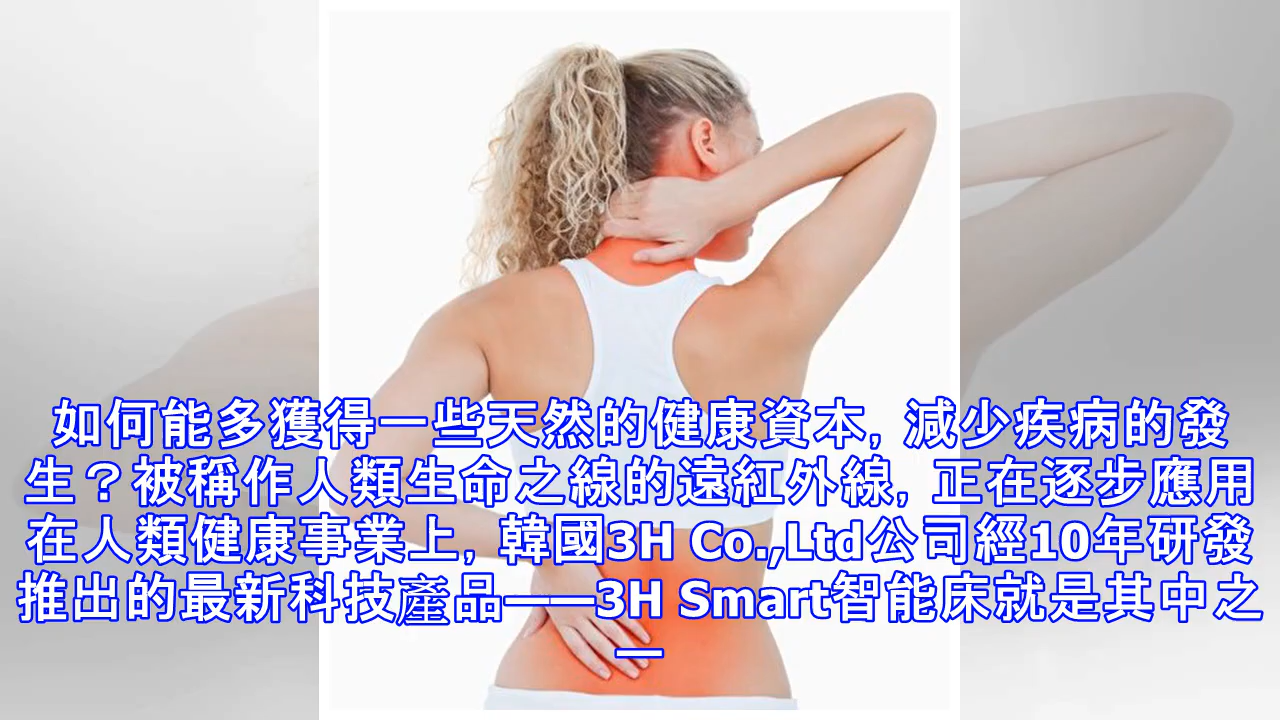 如何能多獲得一些天然的健康資本, 減少疾病的發
生？被稱作人類生命之線的遠紅外線, 正在逐步應用
在人類健康事業上, 韓國3H Co.,Ltd公司經10年研發
推出的最新科技產品——3H Smart智能床就是其中之
一